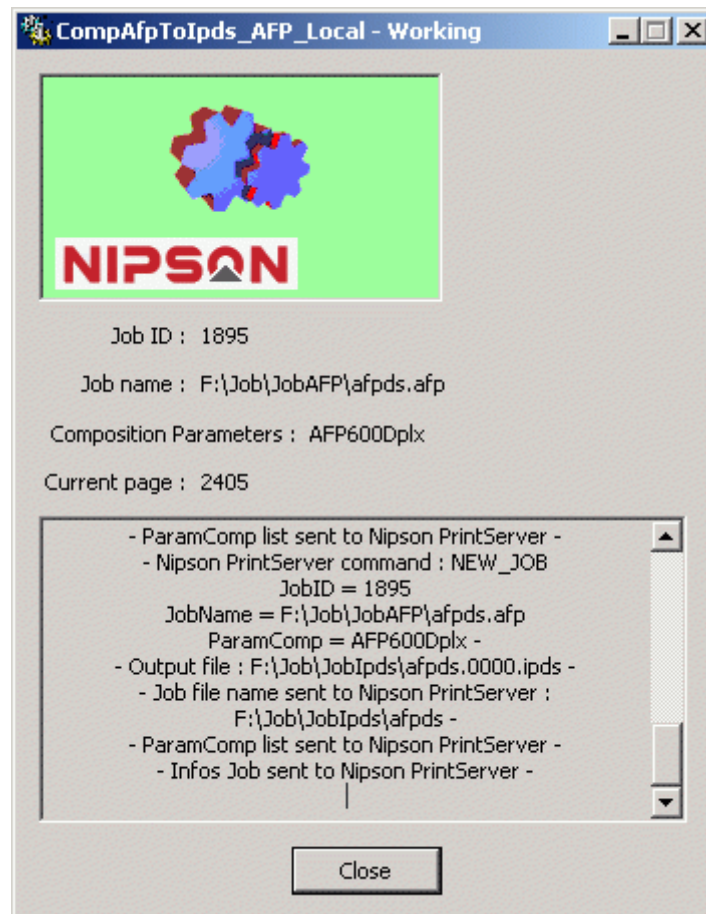 CompAfpToIpds_AFP_Local - Working
NIPSON
Job ID : 1895
Job name : F:\Job\JobAFP\afpds.afp
Composition Parameters : AFP600Dplx
Current page : 2405
- ParamComp list sent to Nipson PrintServer -
- Nipson PrintServer command : NEW_JOB
JobID = 1895
JobName = F:\Job\JobAFP\afpds.afp
ParamComp = AFP600Dplx -
- Output file : F:\Job\JobIpds\afpds.0000.ipds -
- Job file name sent to Nipson PrintServer :
F:\Job\JobIpds\afpds -
- ParamComp list sent to Nipson PrintServer -
- Infos Job sent to Nipson PrintServer -
Close